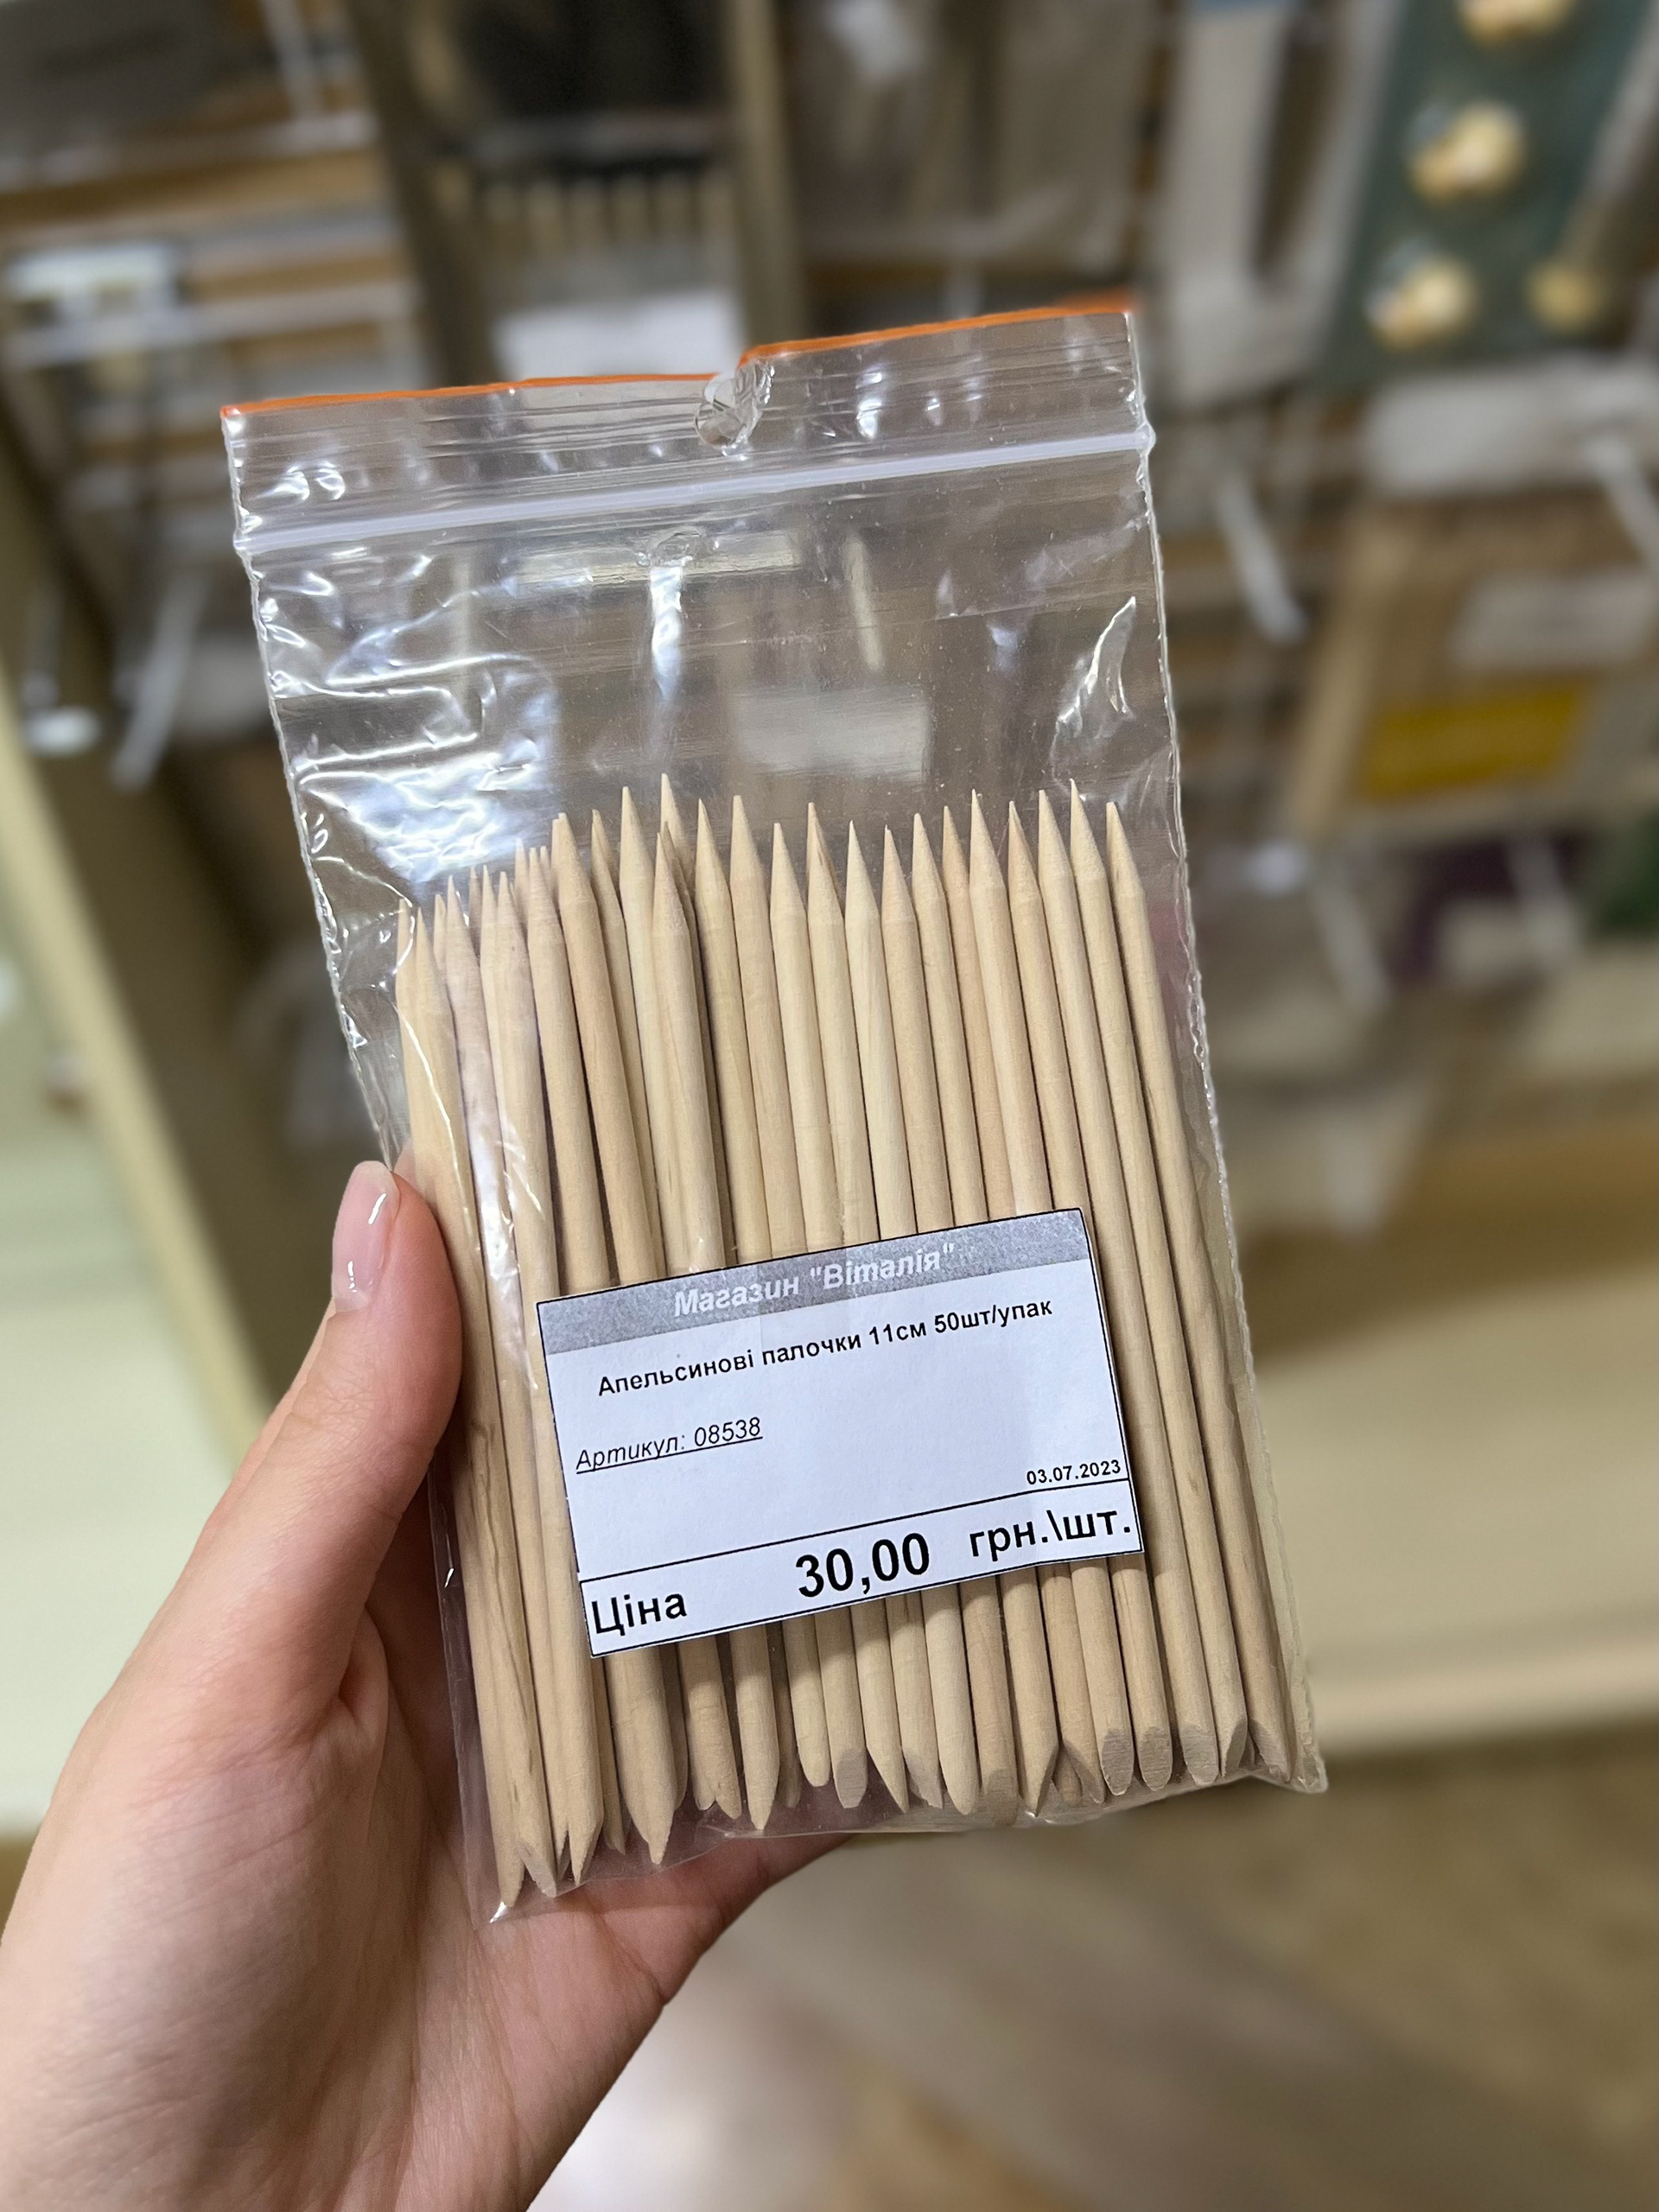 Магазин "Віталія"
Апельсинові палочки 11см 50шт/упак
Артикул: 08538
03.07.2023
Ціна 30,00 грн.\шт.